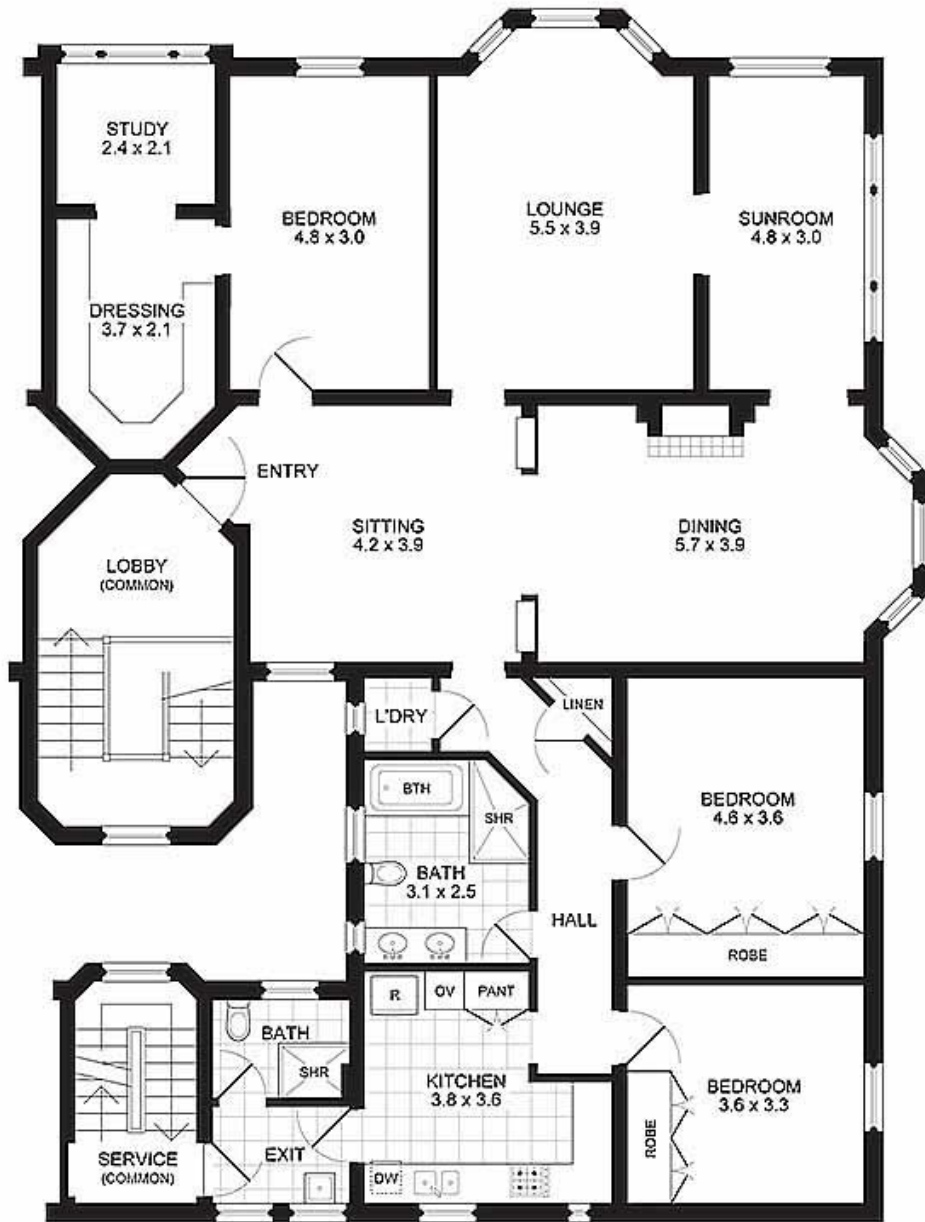 STUDY
2.4 x 2.1
BEDROOM
4.8 x 3.0
LOUNGE
5.5 x 3.9
SUNROOM
4.8 x 3.0
DRESSING
3.7 x 2.1
ENTRY
SITTING
4.2 x 3.9
DINING
5.7 x 3.9
LOBBY
(COMMON)
L'DRY
LINEN
BTH
SHR
BATH
3.1 x 2.5
BEDROOM
4.6 x 3.6
HALL
ROBE
R
OV
PANT
BATH
SHR
KITCHEN
3.8 x 3.6
BEDROOM
3.6 x 3.3
ROBE
SERVICE
(COMMON)
EXIT
DW